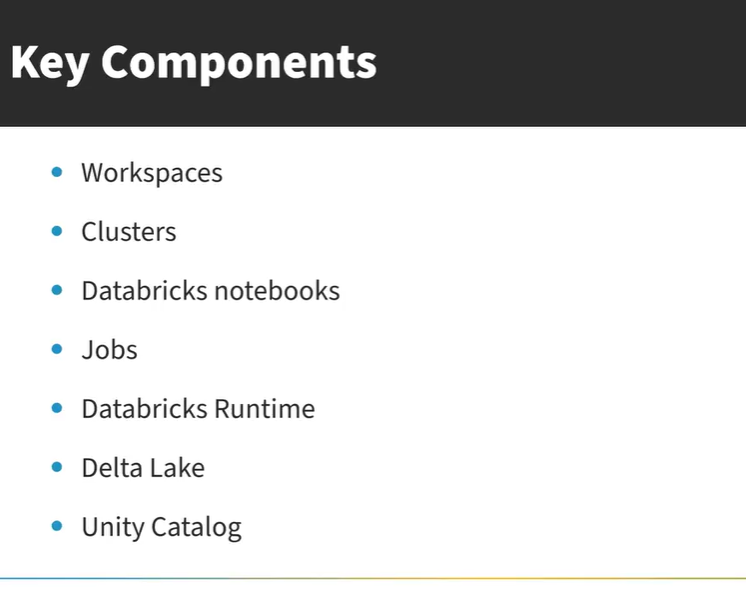 Key Components
Workspaces
Clusters
Databricks notebooks
Jobs
Databricks Runtime
Delta Lake
Unity Catalog